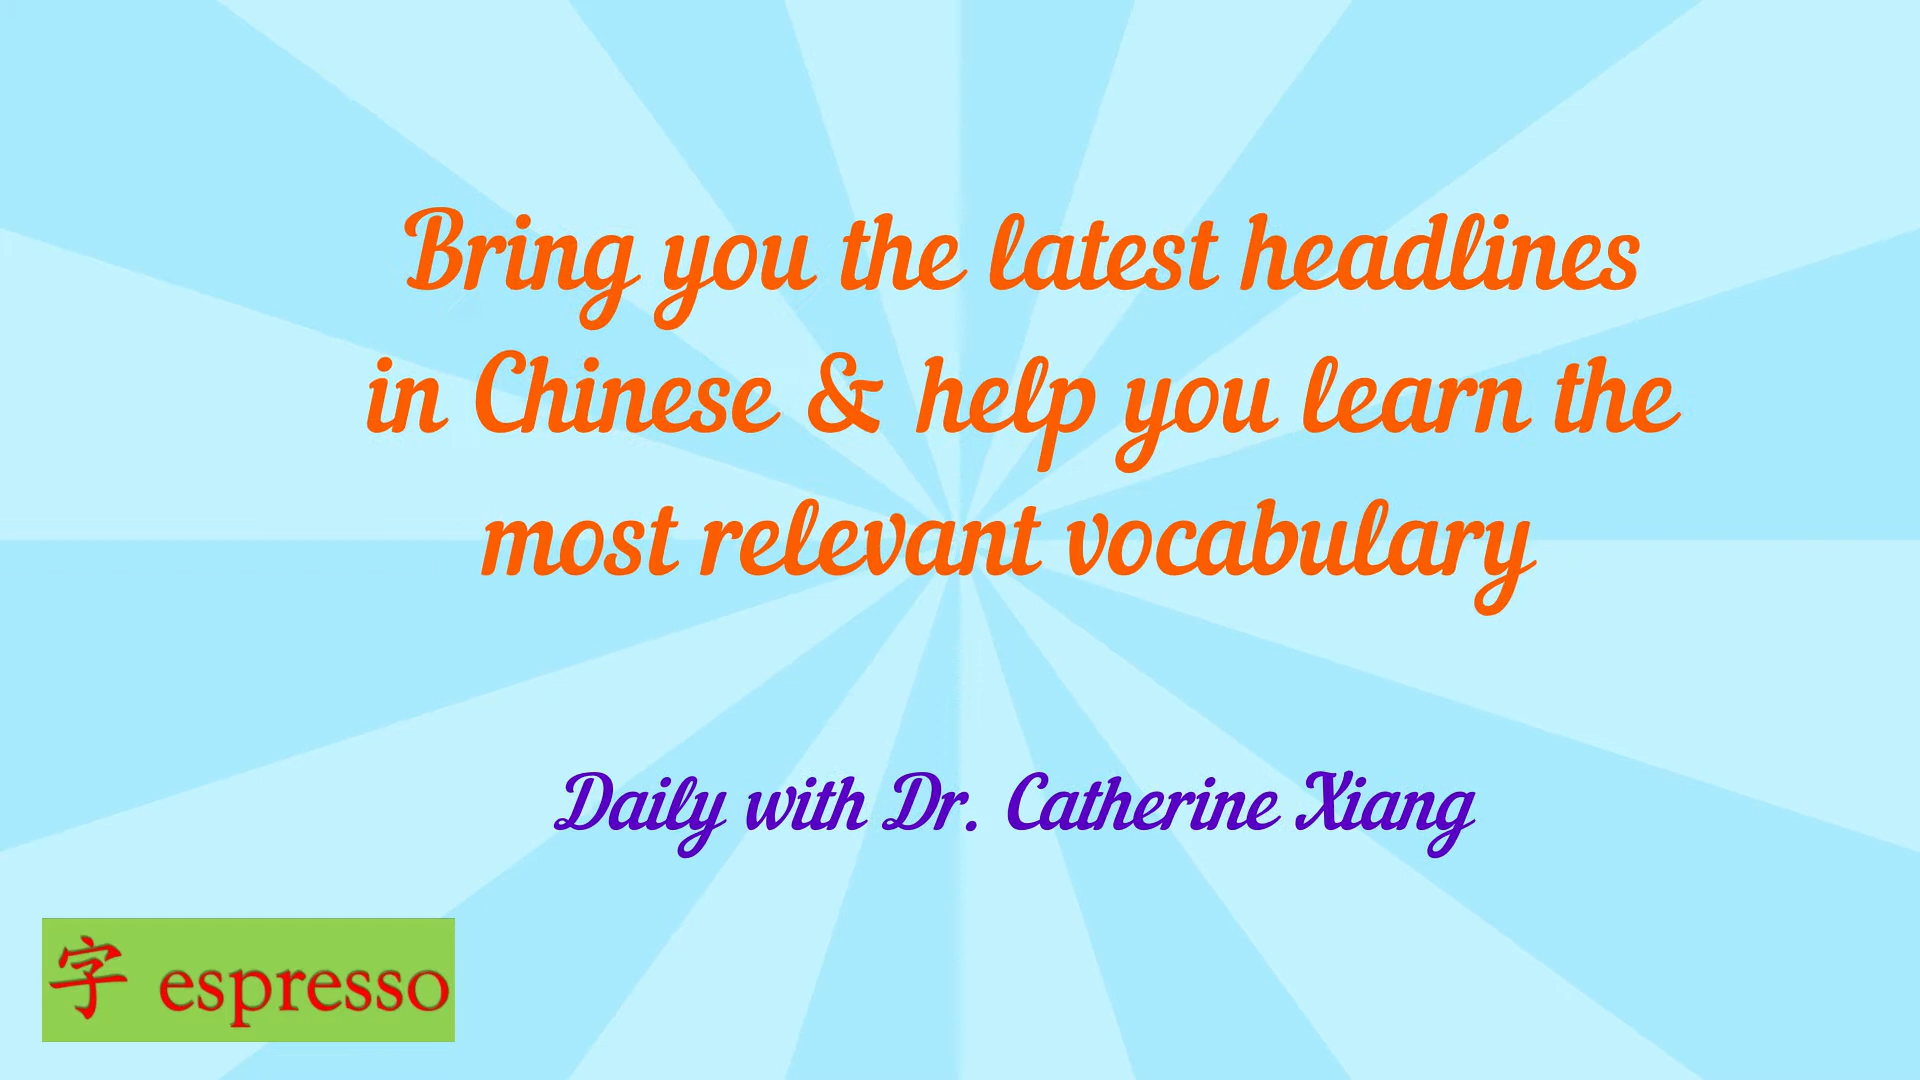 Bring you the latest headlines
in Chinese & help you learn the
most relevant vocabulary
Daily with Dr. Catherine Xiang
字 espresso